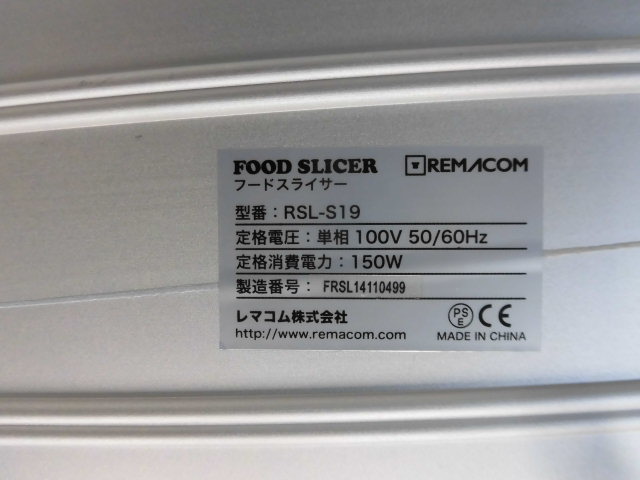 FOOD SLICER REMACOM
フードスライサー
型番：RSL-S19
定格電圧：単相 100V 50/60Hz
定格消費電力：150W
製造番号： FRSL14110499
レマコム株式会社
http://www.remacom.com
PS
E
CE
MADE IN CHINA